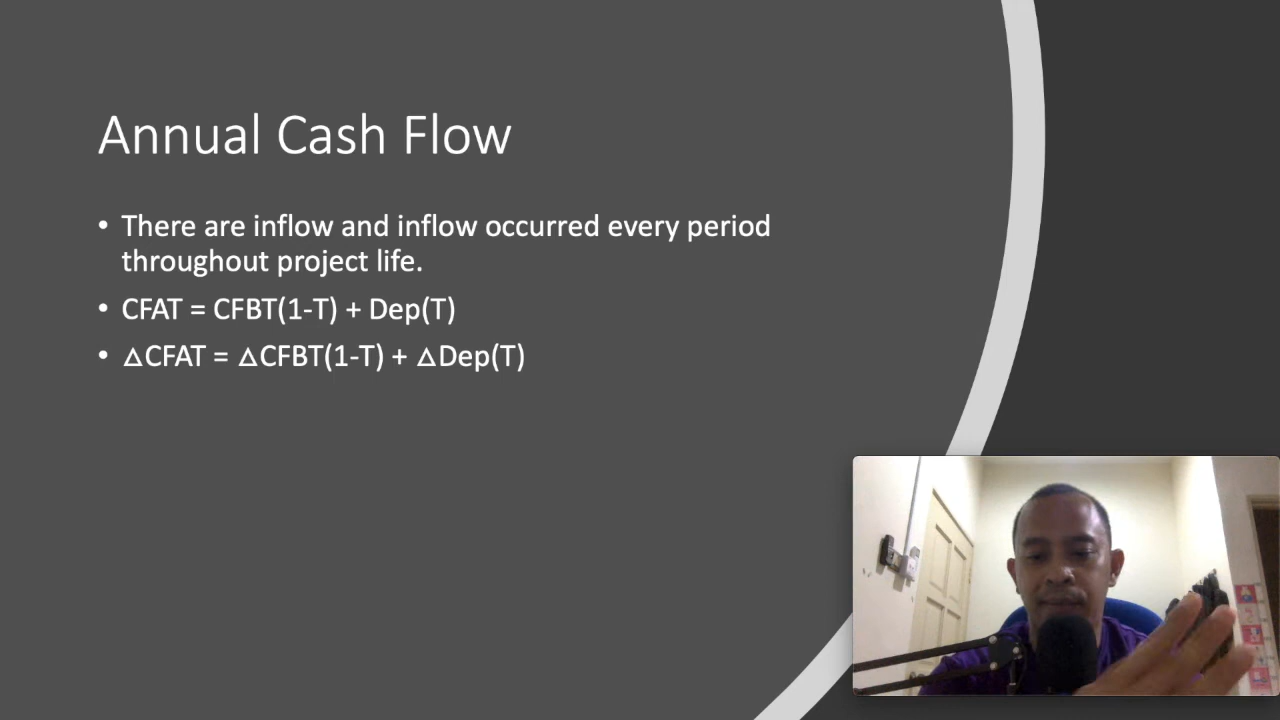 Annual Cash Flow
• There are inflow and inflow occurred every period
throughout project life.
• CFAT = CFBT(1-T) + Dep(T)
• △CFAT = △CFBT(1-T) + △Dep(T)